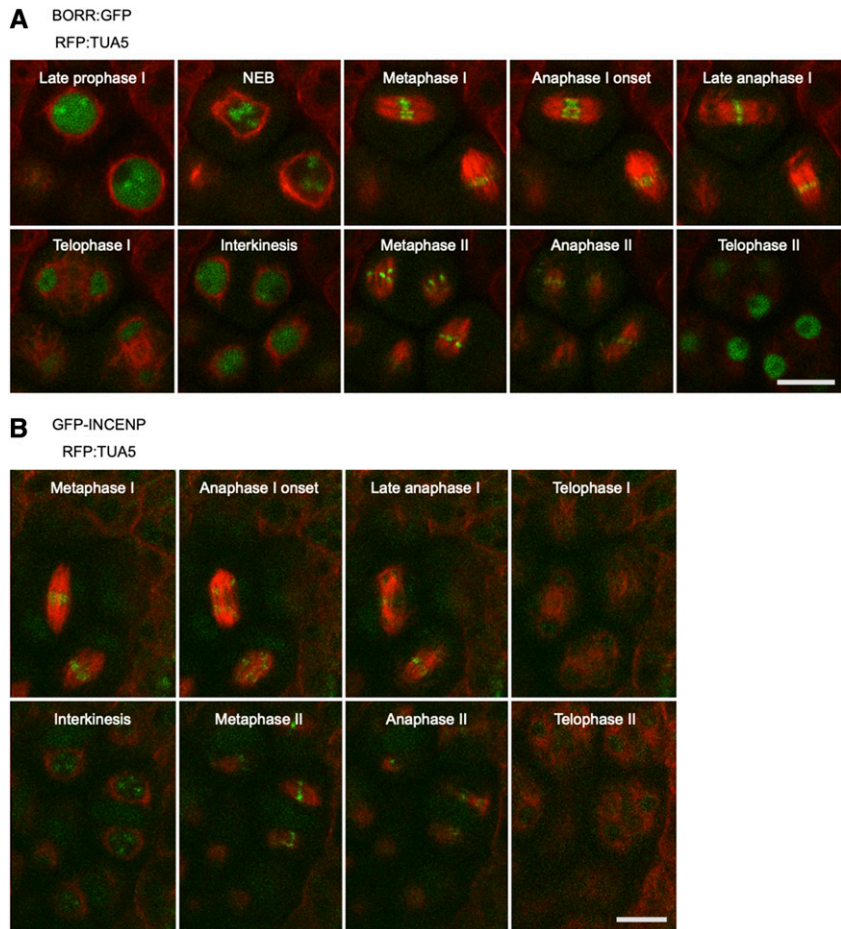 A
BORR:GFP
RFP:TUA5
Late prophase I
NEB
Metaphase I
Anaphase I onset
Late anaphase I
Telophase I
Interkinesis
Metaphase II
Anaphase II
Telophase II
B
GFP-INCENP
RFP:TUA5
Metaphase I
Anaphase I onset
Late anaphase I
Telophase I
Interkinesis
Metaphase II
Anaphase II
Telophase II